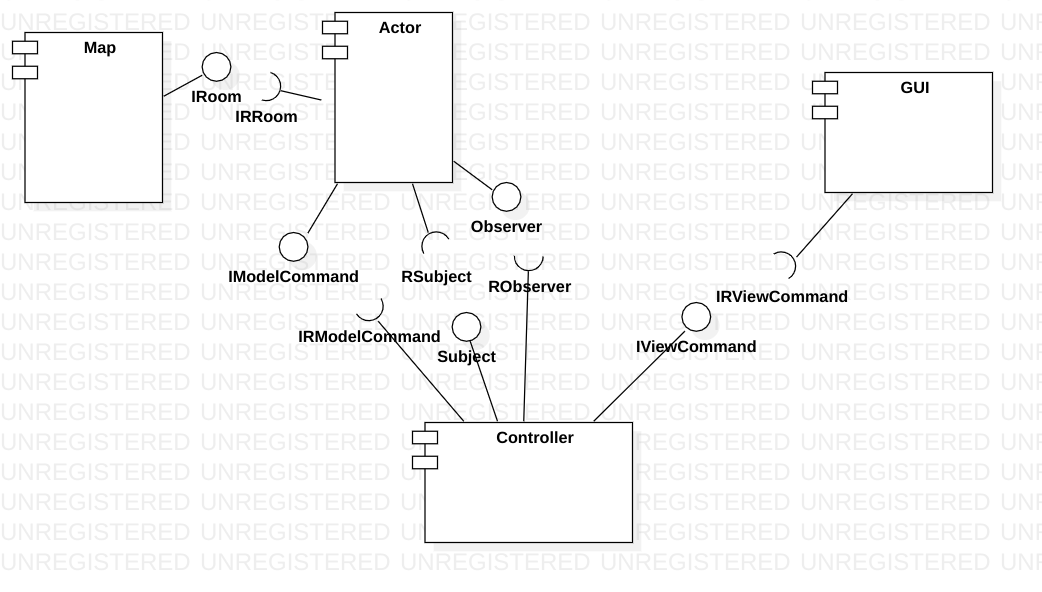 Actor
Map
GUI
IRoom
IRRoom
Observer
IModelCommand
RSubject
RObserver
IRViewCommand
IRModelCommand
Subject
IViewCommand
Controller
UNREGISTERED UNREGISTERED UNREGISTERED UNREGISTERED UNREGISTERED UNR